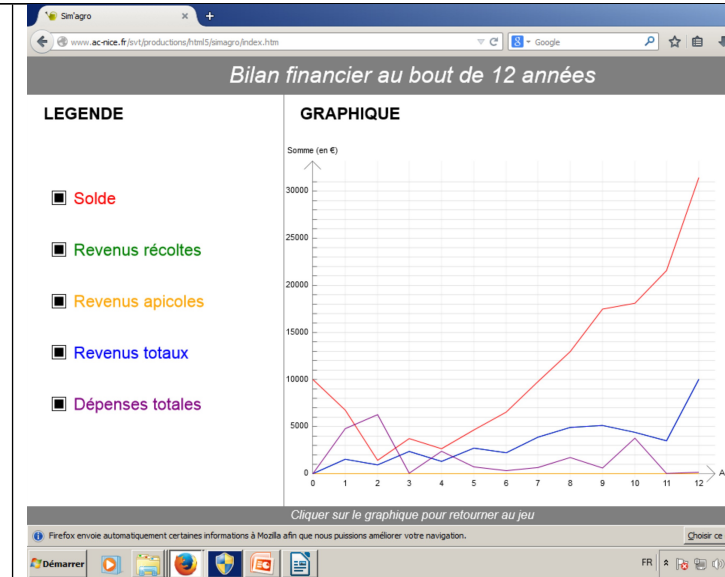 Sim'agro
www.ac-nice.fr/svt/productions/html5/simagro/index.htm
Google
Bilan financier au bout de 12 années
LEGENDE
Solde
Revenus récoltes
Revenus apicoles
Revenus totaux
Dépenses totales
GRAPHIQUE
Somme (en €)
30000
25000
20000
15000
10000
5000
0
0 1 2 3 4 5 6 7 8 9 10 11 12
A
Cliquer sur le graphique pour retourner au jeu
Firefox envoie automatiquement certaines informations à Mozilla afin que nous puissions améliorer votre navigation.
Choisir ce
Démarrer
FR